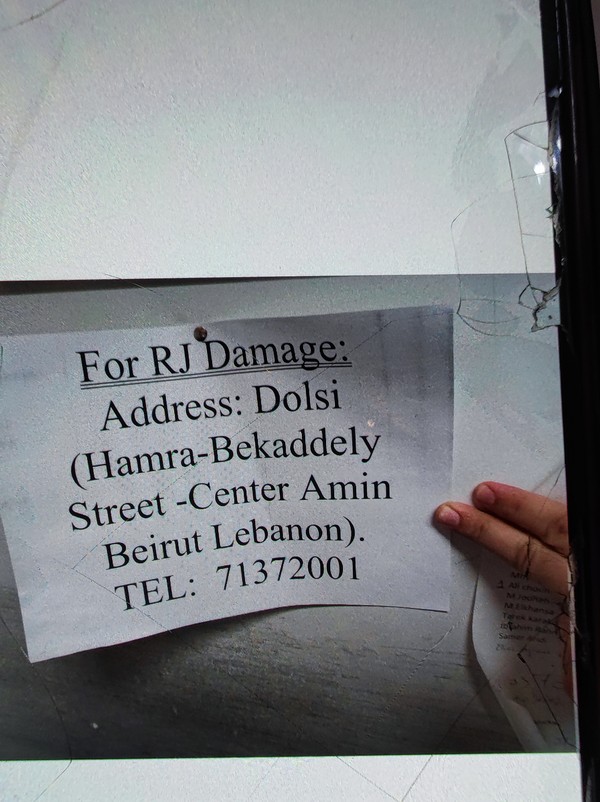 For RJ Damage:
Address: Dolsi
(Hamra-Bekaddely
Street -Center Amin
Beirut Lebanon).
TEL: 71372001